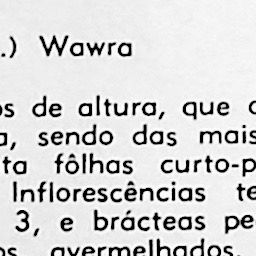 .) Wawra
os de altura, que
a, sendo das mais
ta fôlhas curto-p
Inflorescências te
3, e brácteas pe
os avermelhados.